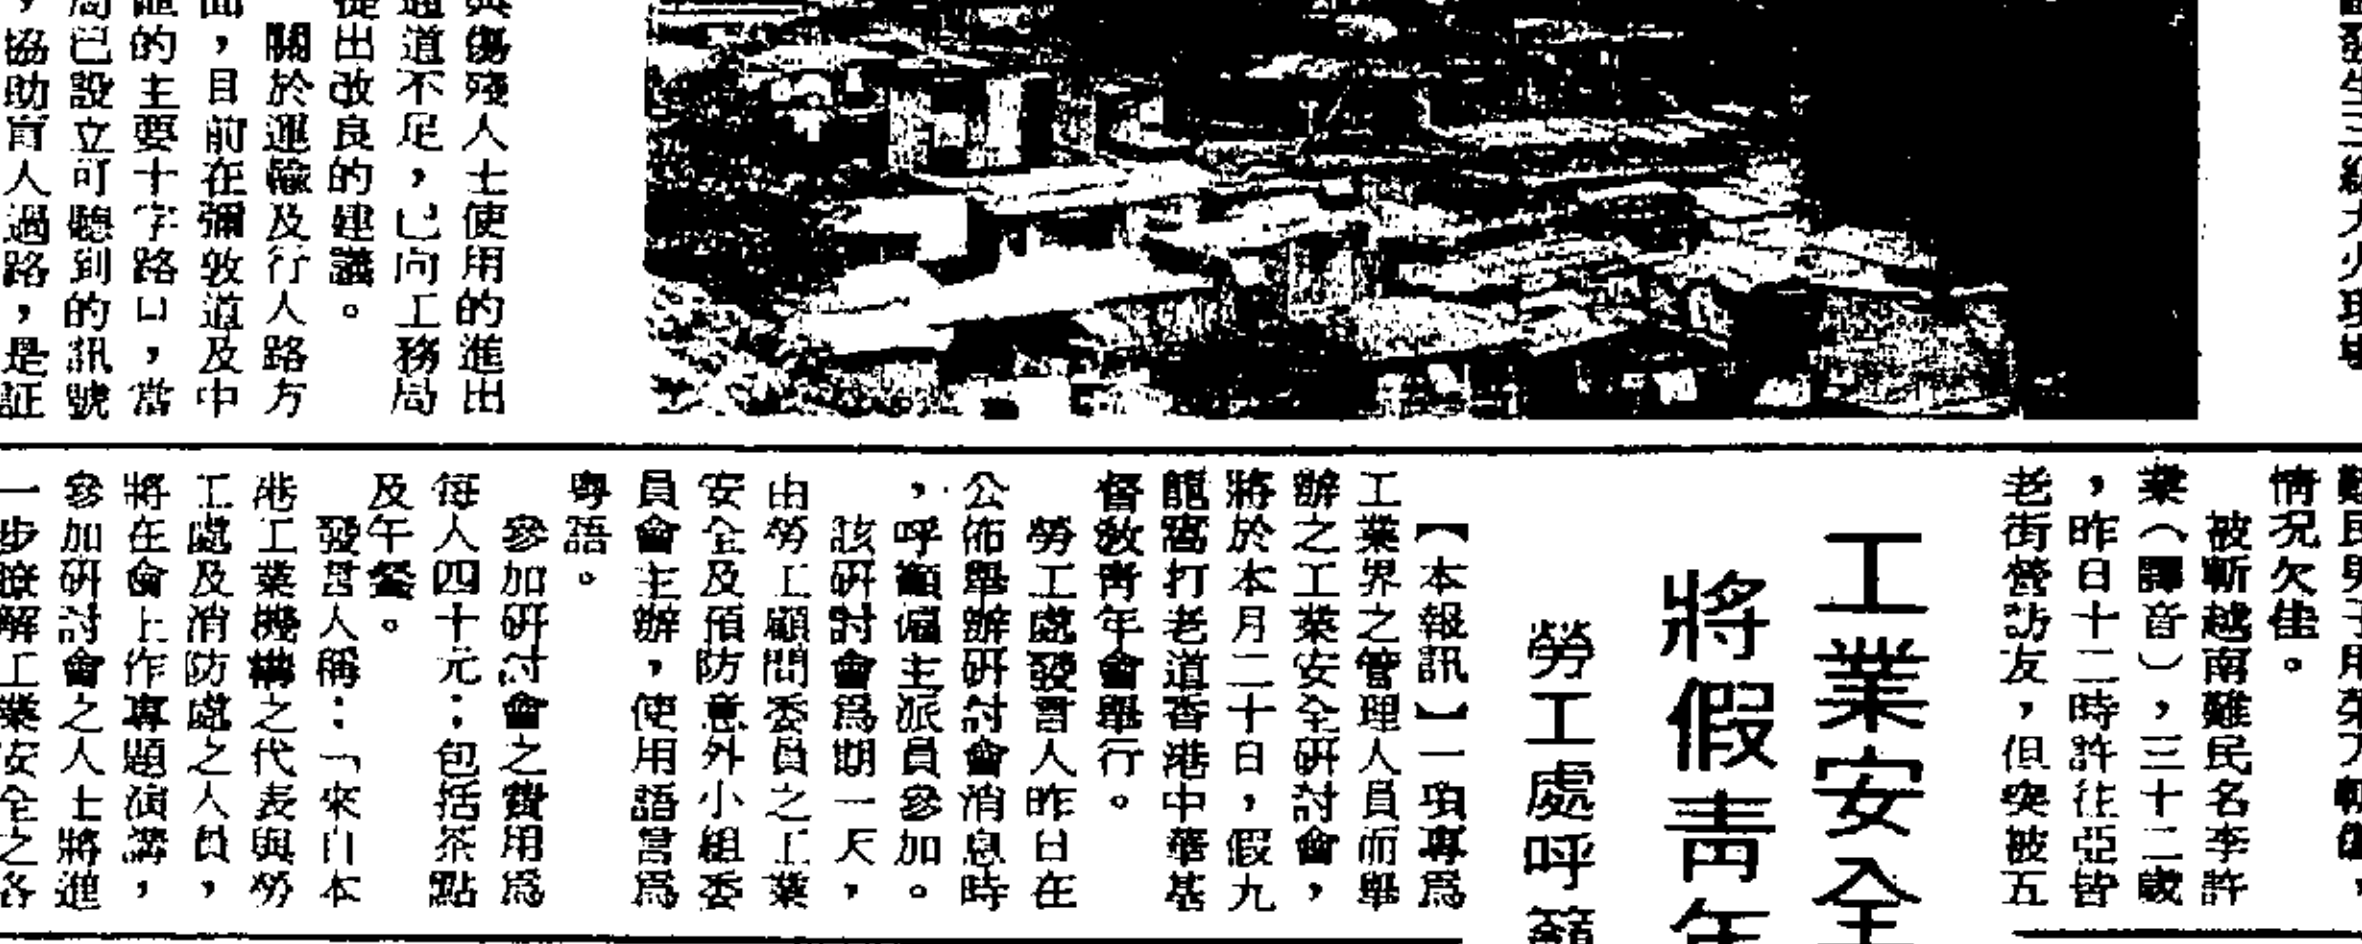 情况欠佳。
被斬越南難民名李許
業(譯音),三十二歲
,昨日十二時許往亞皆
老街營訪友,但突被五
工業安全
將假青年
勞工處呼籲
【本報訊】一項專爲
工業界之管理人員而舉
辦之工業安全研討會,
將於本月二十日,假九
龍窩打老道香港中華基
督教青年會舉行。
勞工處發言人昨日在
公佈舉辦研討會消息時
,呼籲僱主派員參加。
該研討會爲期一天,
由勞工顧問委員之工業
安全及預防意外小組委
員會主辦,使用語言爲
粵語。
參加研討會之費用爲
每人四十元;包括茶點
及午餐。
發言人稱:「來自本
港工業機構之代表與勞
工處及消防處之人員,
將在會上作專題演講,
參加研討會之人士將進
一步瞭解工業安全之各
與傷殘人士使用的進出
通道不足,已向工務局
提出改良的建議。
關於運輸及行人路方
面,目前在彌敦道及中
區的主要十字路口,當
局已設立可聽到的訊號
,協助盲人過路,是証